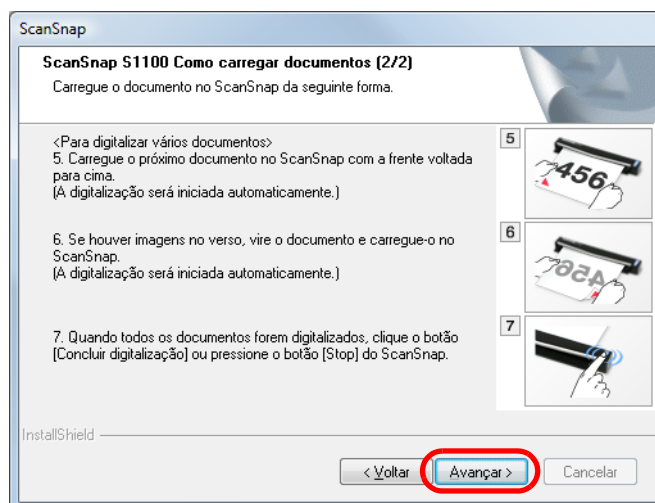 ScanSnap
ScanSnap S1100 Como carregar documentos (2/2)
Carregue o documento no ScanSnap da seguinte forma.
<Para digitalizar vários documentos>
5. Carregue o próximo documento no ScanSnap com a frente voltada
para cima.
(A digitalização será iniciada automaticamente.)
5
456
6. Se houver imagens no verso, vire o documento e carregue-o no
ScanSnap.
(A digitalização será iniciada automaticamente.)
6
456
7. Quando todos os documentos forem digitalizados, clique o botão
[Concluir digitalização] ou pressione o botão [Stop] do ScanSnap.
7
InstallShield
< Voltar
Avançar >
Cancelar